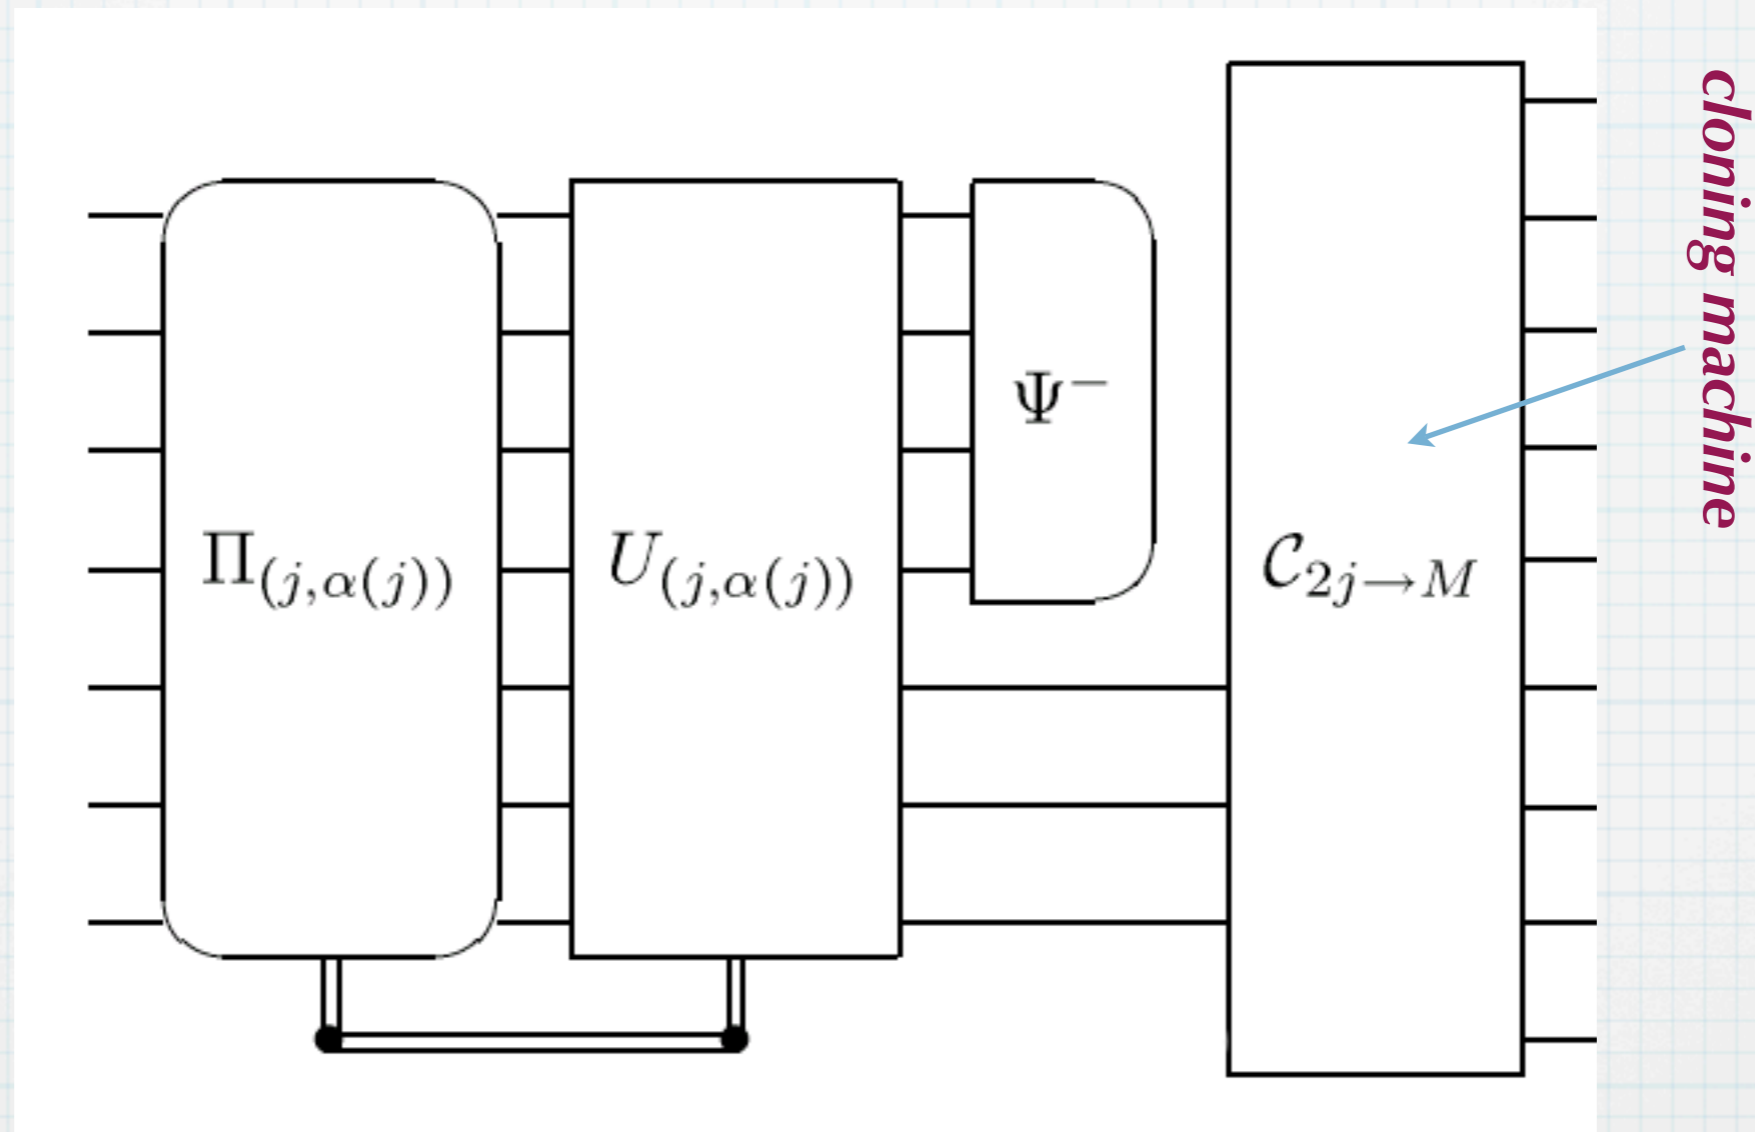 Π(j,α(j))
U(j,α(j))
Ψ−
𝒞2j→M
cloning machine